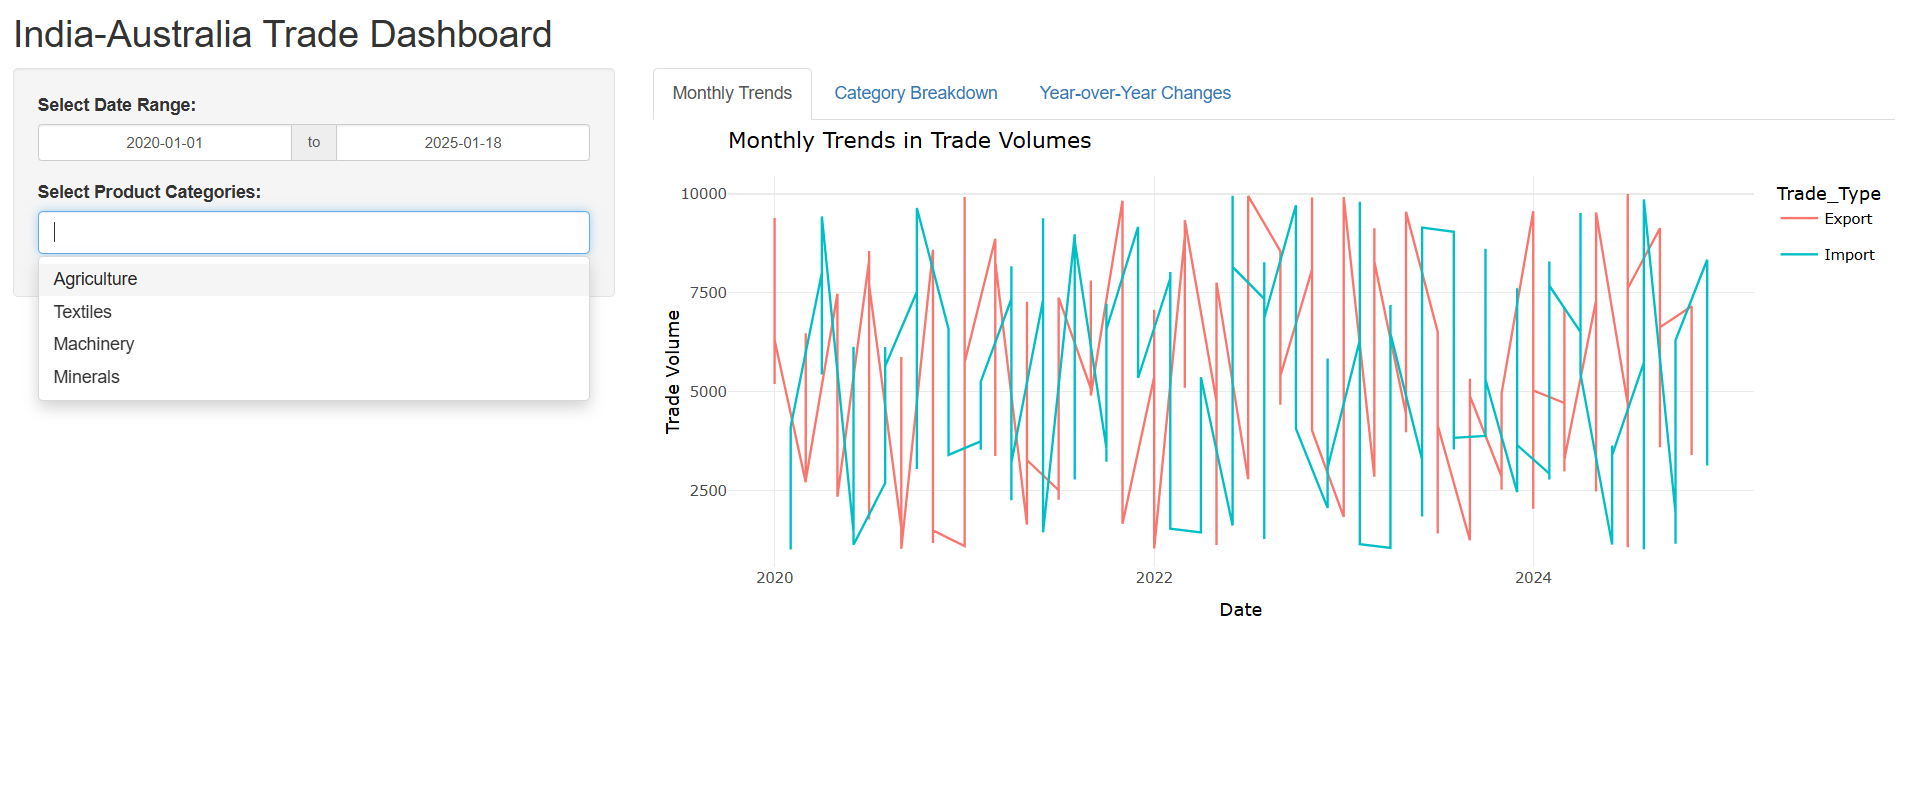 India-Australia Trade Dashboard
Select Date Range:
2020-01-01 to 2025-01-18
Select Product Categories:
Agriculture
Textiles
Machinery
Minerals
Monthly Trends Category Breakdown Year-over-Year Changes
Monthly Trends in Trade Volumes
Trade Volume
10000
7500
5000
2500
2020 2022 2024
Date
Trade_Type
Export
Import